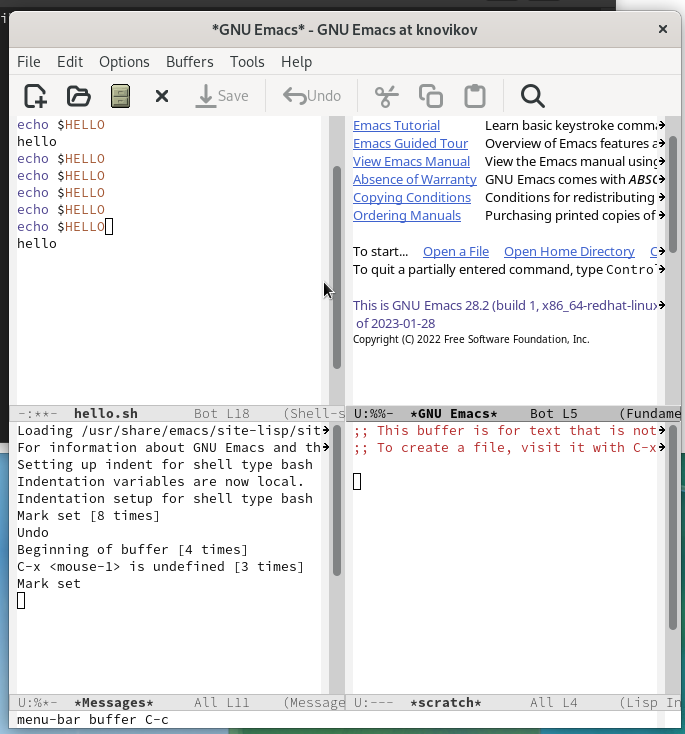 *GNU Emacs* - GNU Emacs at knovikov
File Edit Options Buffers Tools Help
Save Undo
echo $HELLO
hello
echo $HELLO
echo $HELLO
echo $HELLO
echo $HELLO
echo $HELLO
hello
-:**- hello.sh Bot L18 (Shell-s
Emacs Tutorial Learn basic keystroke comma
Emacs Guided Tour Overview of Emacs features a
View Emacs Manual View the Emacs manual using
Absence of Warranty GNU Emacs comes with ABSO
Copying Conditions Conditions for redistributing
Ordering Manuals Purchasing printed copies of
To start... Open a File Open Home Directory C
To quit a partially entered command, type Contro
This is GNU Emacs 28.2 (build 1, x86_64-redhat-linux
of 2023-01-28
Copyright (C) 2022 Free Software Foundation, Inc.
U:%%- *GNU Emacs* Bot L5 (Fundame
Loading /usr/share/emacs/site-lisp/sit
For information about GNU Emacs and th
Setting up indent for shell type bash
Indentation variables are now local.
Indentation setup for shell type bash
Mark set [8 times]
Undo
Beginning of buffer [4 times]
C-x <mouse-1> is undefined [3 times]
Mark set
U:%*- *Messages* All L11 (Message
;; This buffer is for text that is not
;; To create a file, visit it with C-x
U:--- *scratch* All L4 (Lisp In
menu-bar buffer C-c